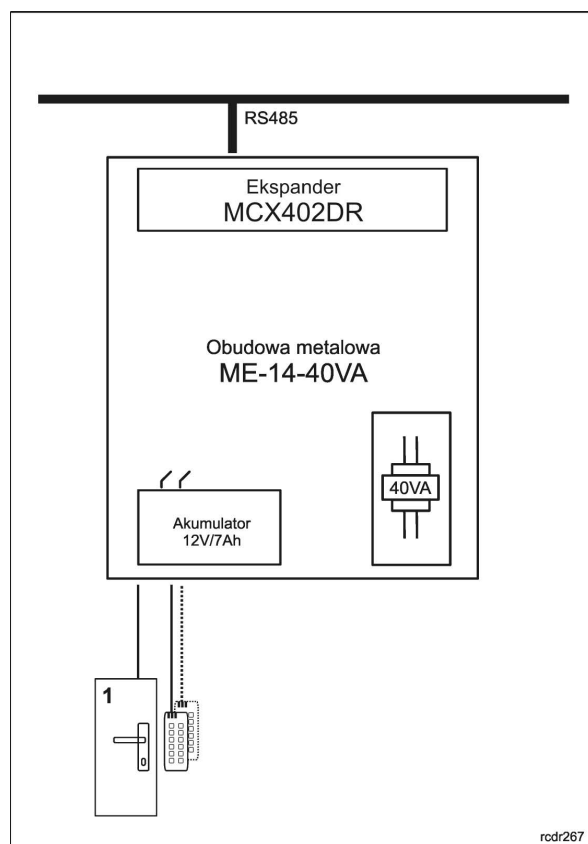 RS485
Ekspander
MCX402DR
Obudowa metalowa
ME-14-40VA
40VA
Akumulator
12V/7Ah
1
rcdr267